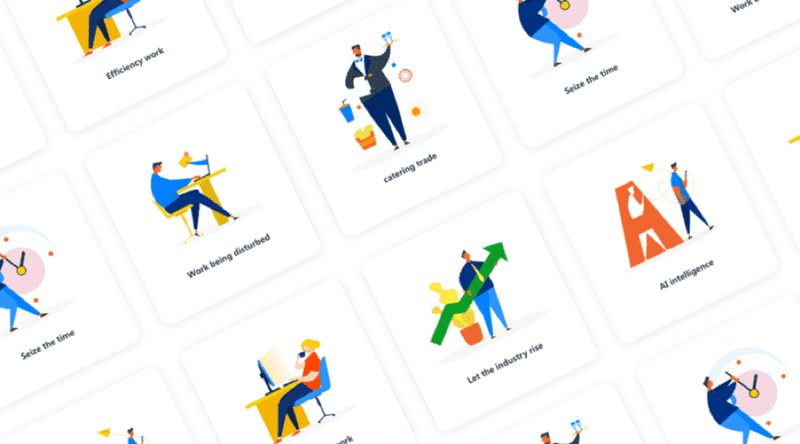 Efficiency work
Seize the time
Work
catering trade
Work being disturbed
AI intelligence
Seize the time
Let the industry rise